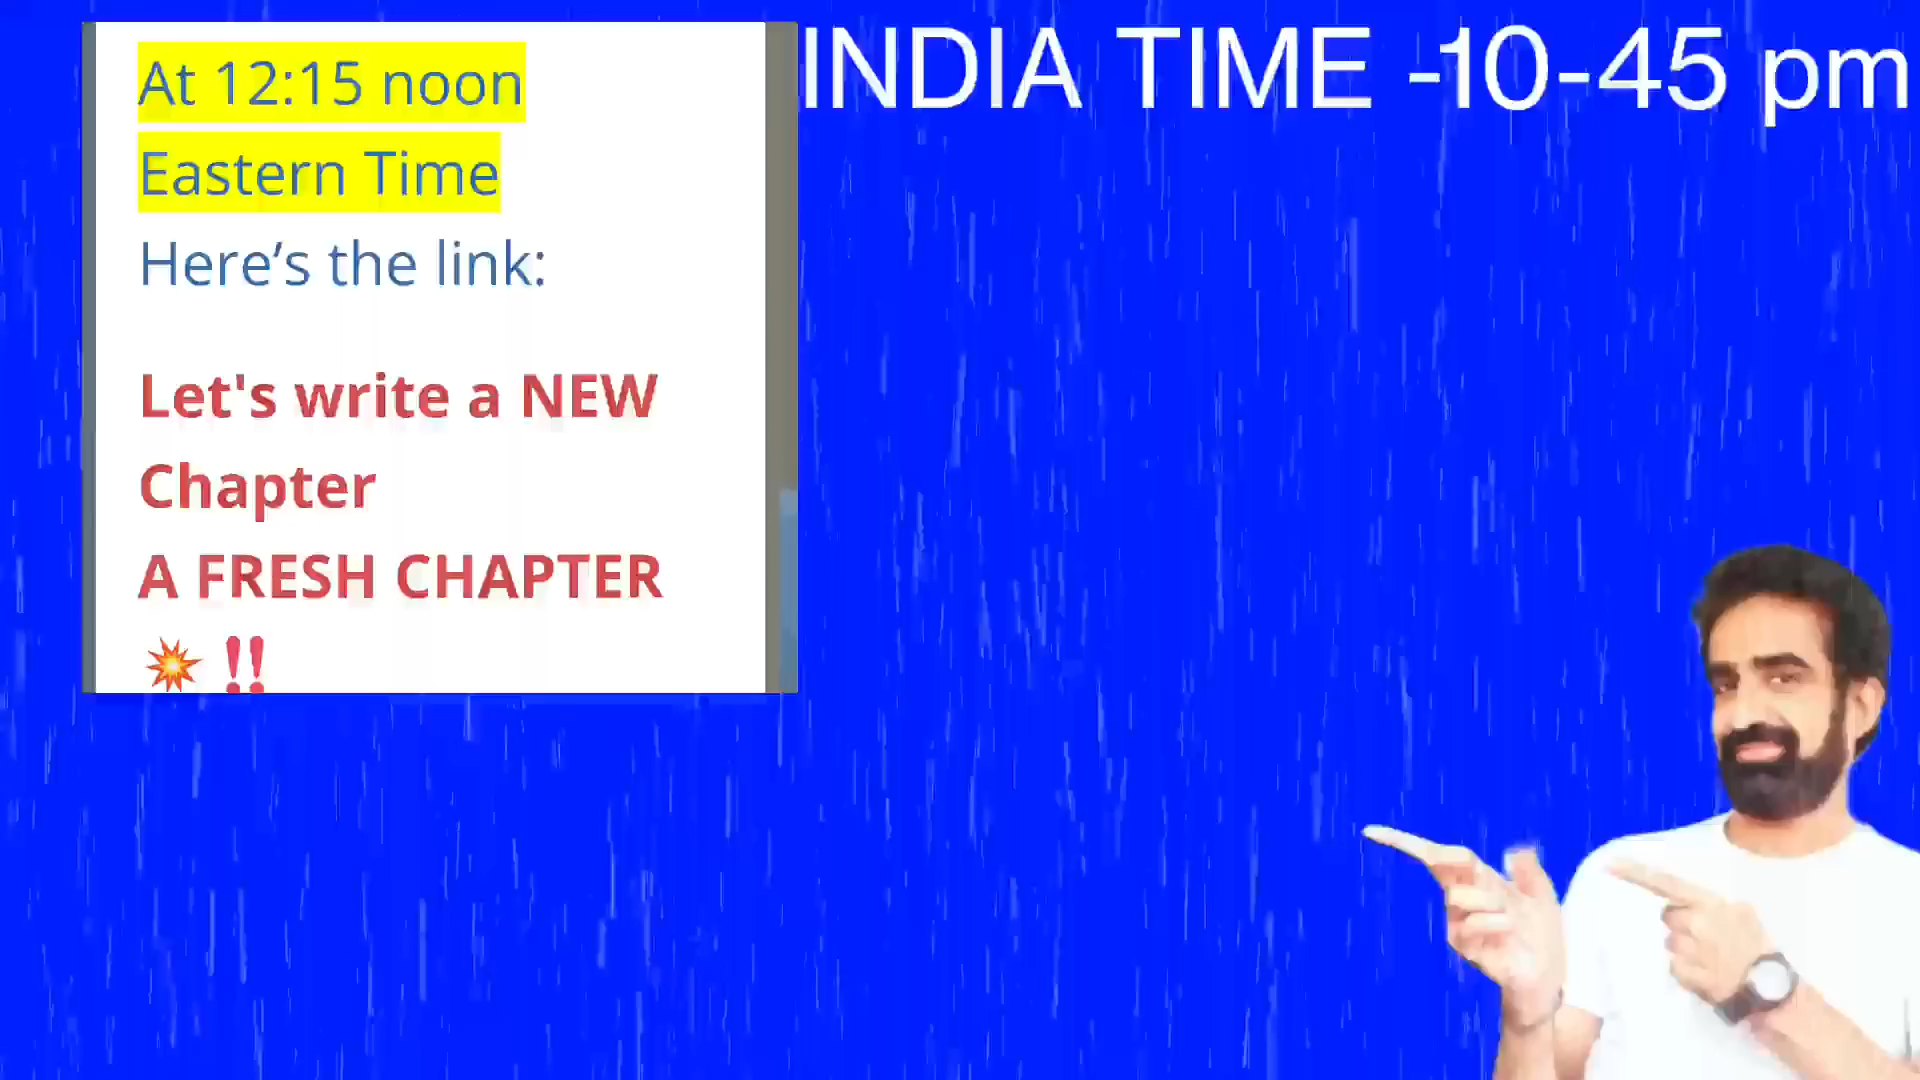 At 12:15 noon
Eastern Time
Here’s the link:
Let's write a NEW
Chapter
A FRESH CHAPTER
💥 ‼️
INDIA TIME -10-45 pm